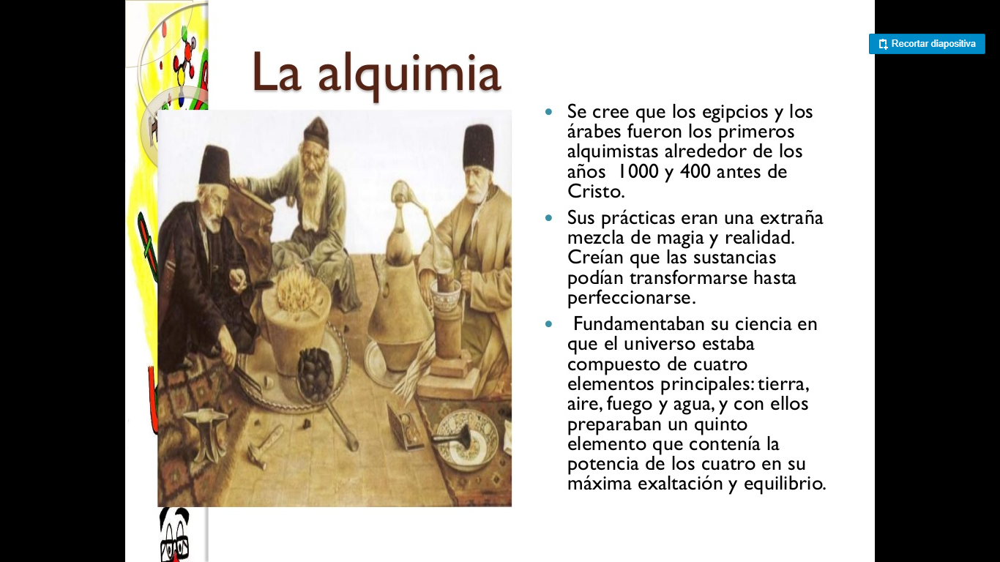 Recortar diapositiva
La alquimia
• Se cree que los egipcios y los
árabes fueron los primeros
alquimistas alrededor de los
años  1000 y 400 antes de
Cristo.
• Sus prácticas eran una extraña
mezcla de magia y realidad.
Creían que las sustancias
podían transformarse hasta
perfeccionarse.
•  Fundamentaban su ciencia en
que el universo estaba
compuesto de cuatro
elementos principales: tierra,
aire, fuego y agua, y con ellos
preparaban un quinto
elemento que contenía la
potencia de los cuatro en su
máxima exaltación y equilibrio.